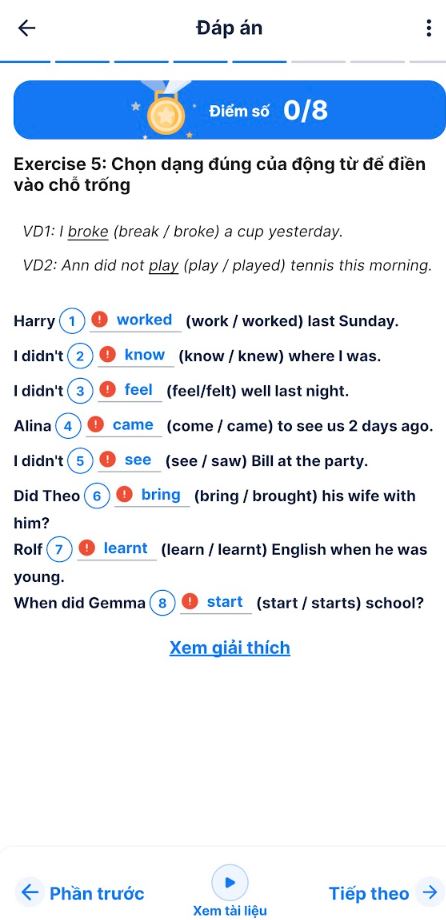 Đáp án
Điểm số 0/8
Exercise 5: Chọn dạng đúng của động từ để điền
vào chỗ trống
VD1: I broke (break / broke) a cup yesterday.
VD2: Ann did not play (play / played) tennis this morning.
Harry 1 ! worked (work / worked) last Sunday.
I didn't 2 ! know (know / knew) where I was.
I didn't 3 ! feel (feel/felt) well last night.
Alina 4 ! came (come / came) to see us 2 days ago.
I didn't 5 ! see (see / saw) Bill at the party.
Did Theo 6 ! bring (bring / brought) his wife with
him?
Rolf 7 ! learnt (learn / learnt) English when he was
young.
When did Gemma 8 ! start (start / starts) school?
Xem giải thích
Phần trước
Xem tài liệu
Tiếp theo